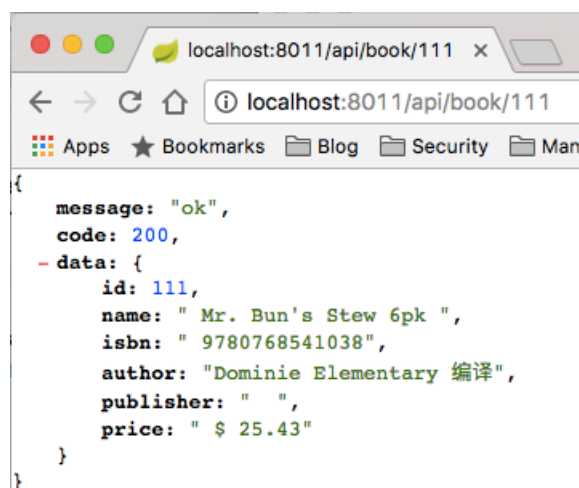 localhost:8011/api/book/111
localhost:8011/api/book/111
Apps Bookmarks Blog Security Man
{
message: "ok",
code: 200,
- data: {
id: 111,
name: " Mr. Bun's Stew 6pk ",
isbn: " 9780768541038",
author: "Dominie Elementary 编译",
publisher: "  ",
price: " $ 25.43"
}
}